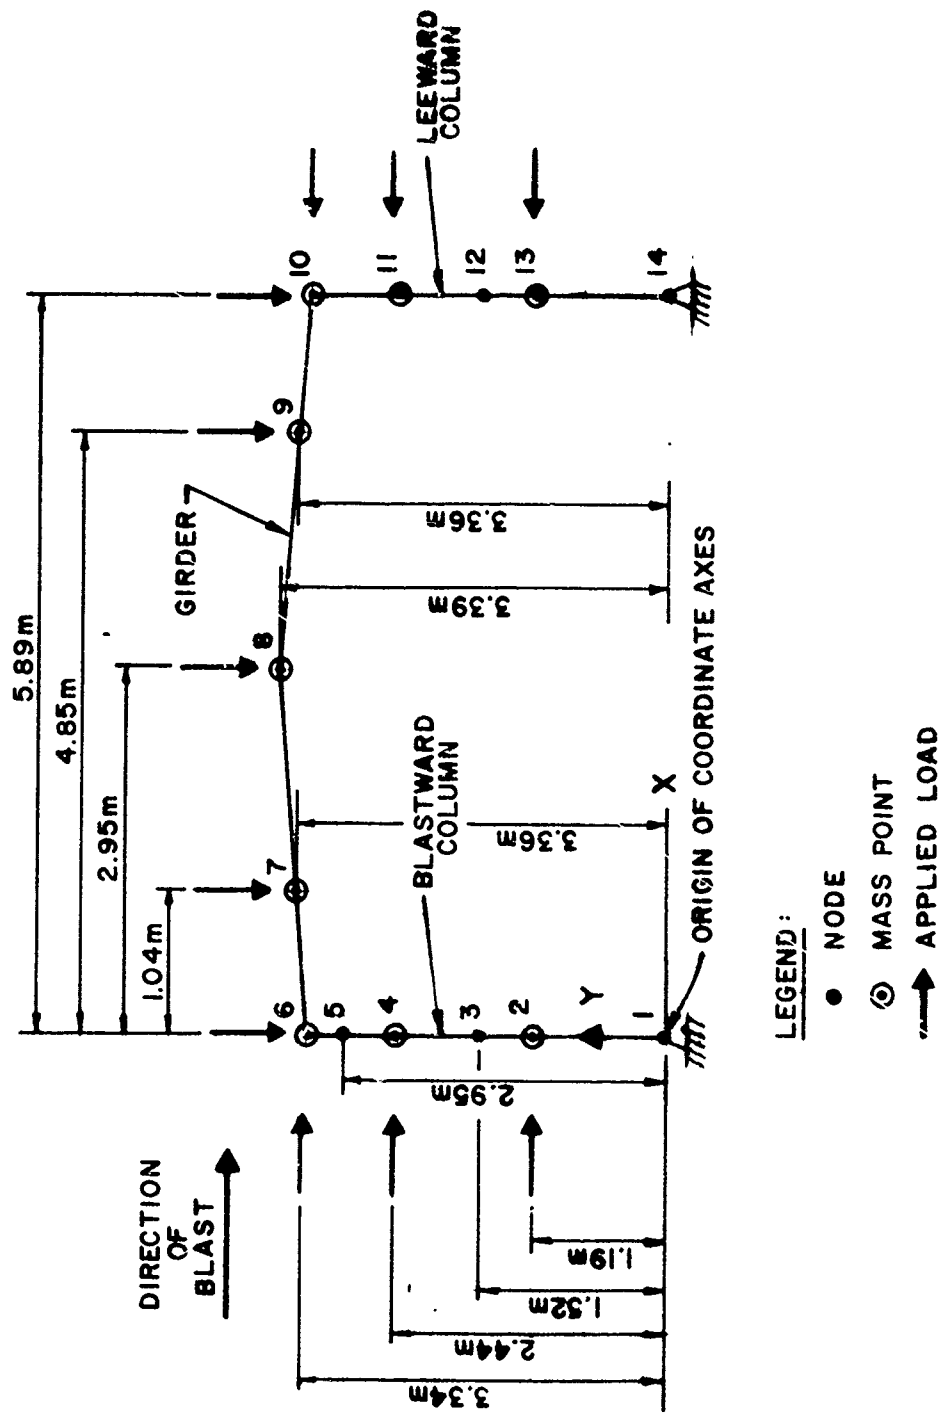 5.89m
4.85m
2.95m
1.04m
DIRECTION
OF
BLAST
GIRDER
LEEWARD
COLUMN
BLASTWARD
COLUMN
6
7
8
9
10
5
4
3
2
1
11
12
13
14
3.34m
2.44m
1.52m
1.19m
2.95m
3.36m
3.39m
3.36m
Y
X
ORIGIN OF COORDINATE AXES
LEGEND:
NODE
MASS POINT
APPLIED LOAD